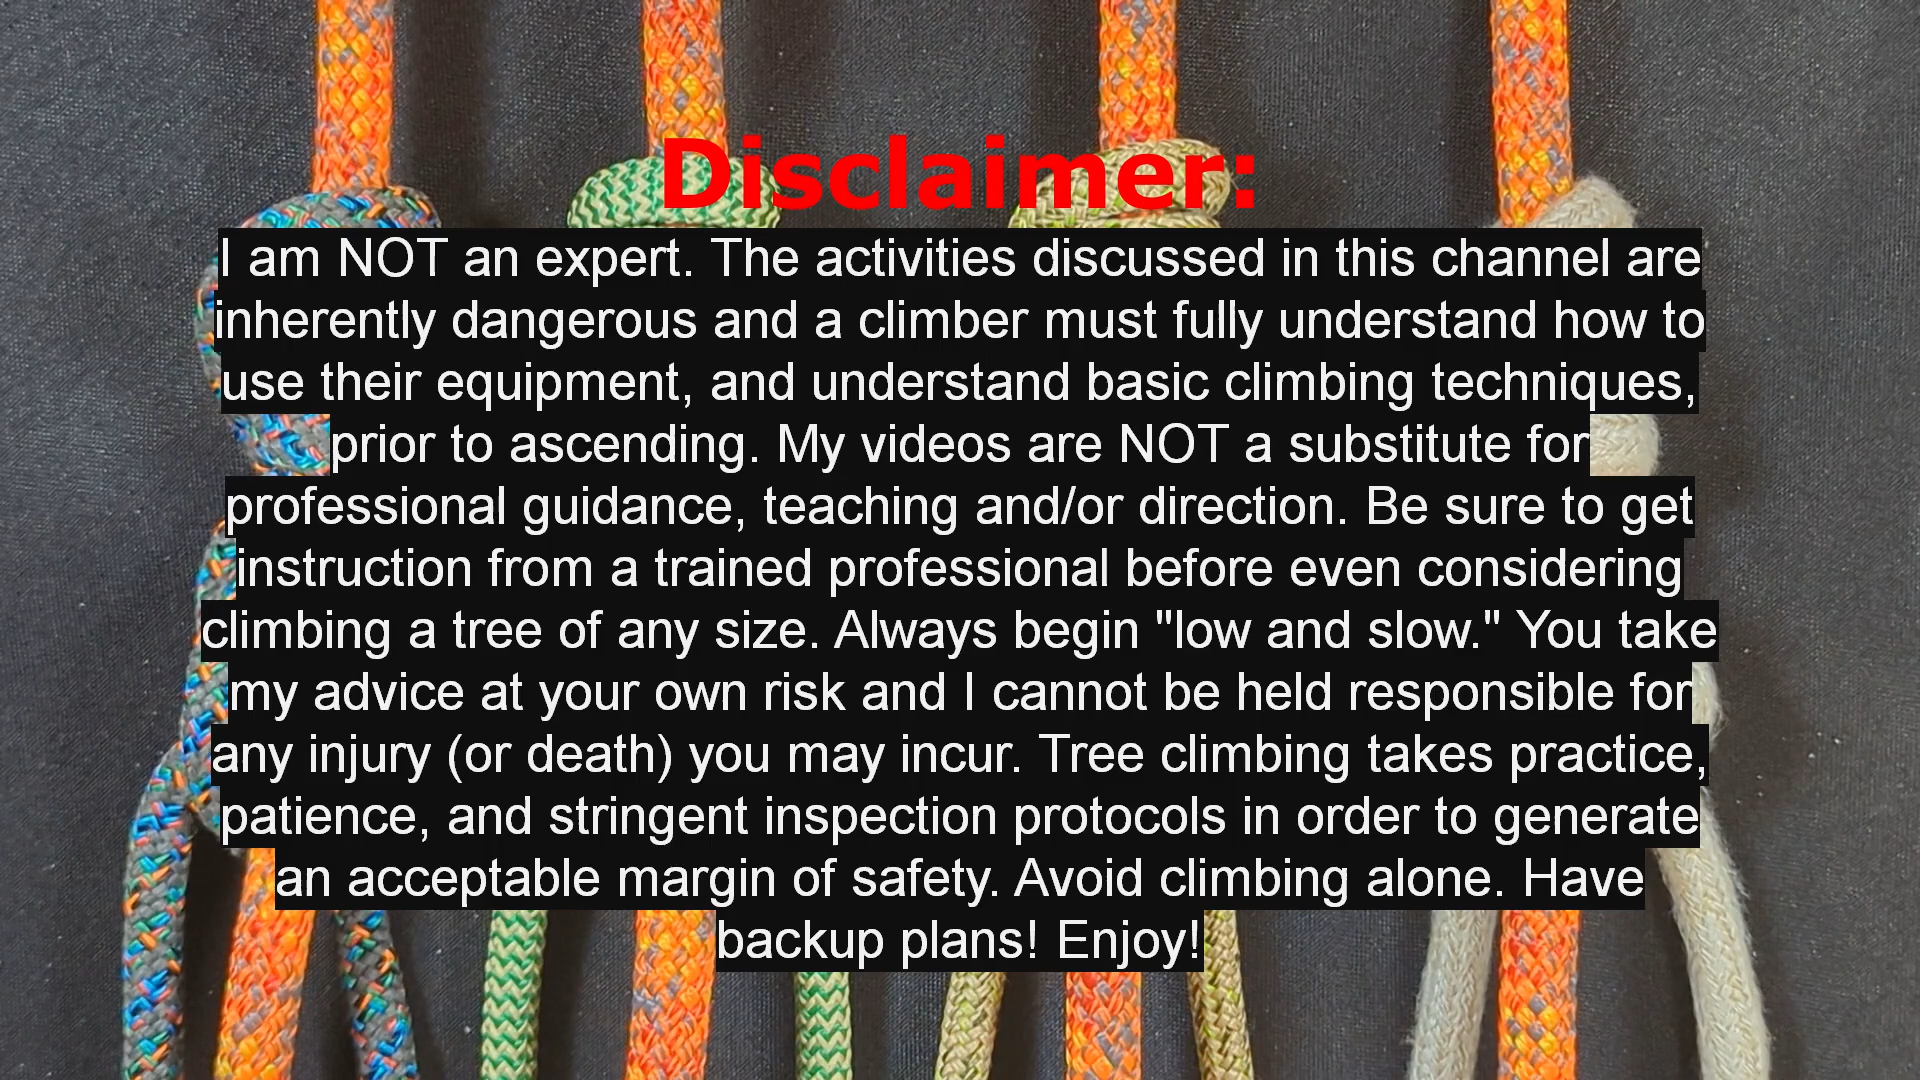 Disclaimer:
I am NOT an expert. The activities discussed in this channel are
inherently dangerous and a climber must fully understand how to
use their equipment, and understand basic climbing techniques,
prior to ascending. My videos are NOT a substitute for
professional guidance, teaching and/or direction. Be sure to get
instruction from a trained professional before even considering
climbing a tree of any size. Always begin "low and slow." You take
my advice at your own risk and I cannot be held responsible for
any injury (or death) you may incur. Tree climbing takes practice,
patience, and stringent inspection protocols in order to generate
an acceptable margin of safety. Avoid climbing alone. Have
backup plans! Enjoy!